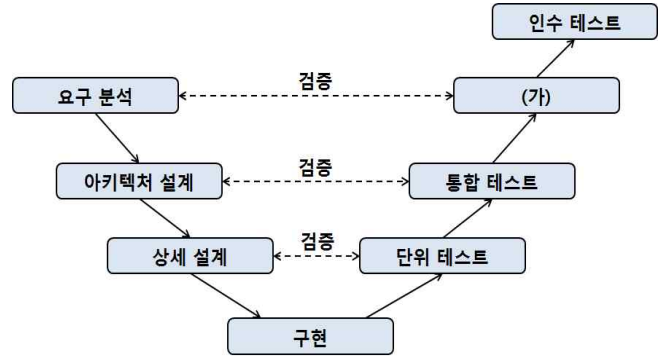 인수 테스트
요구 분석
검증
(가)
아키텍처 설계
검증
통합 테스트
상세 설계
검증
단위 테스트
구현